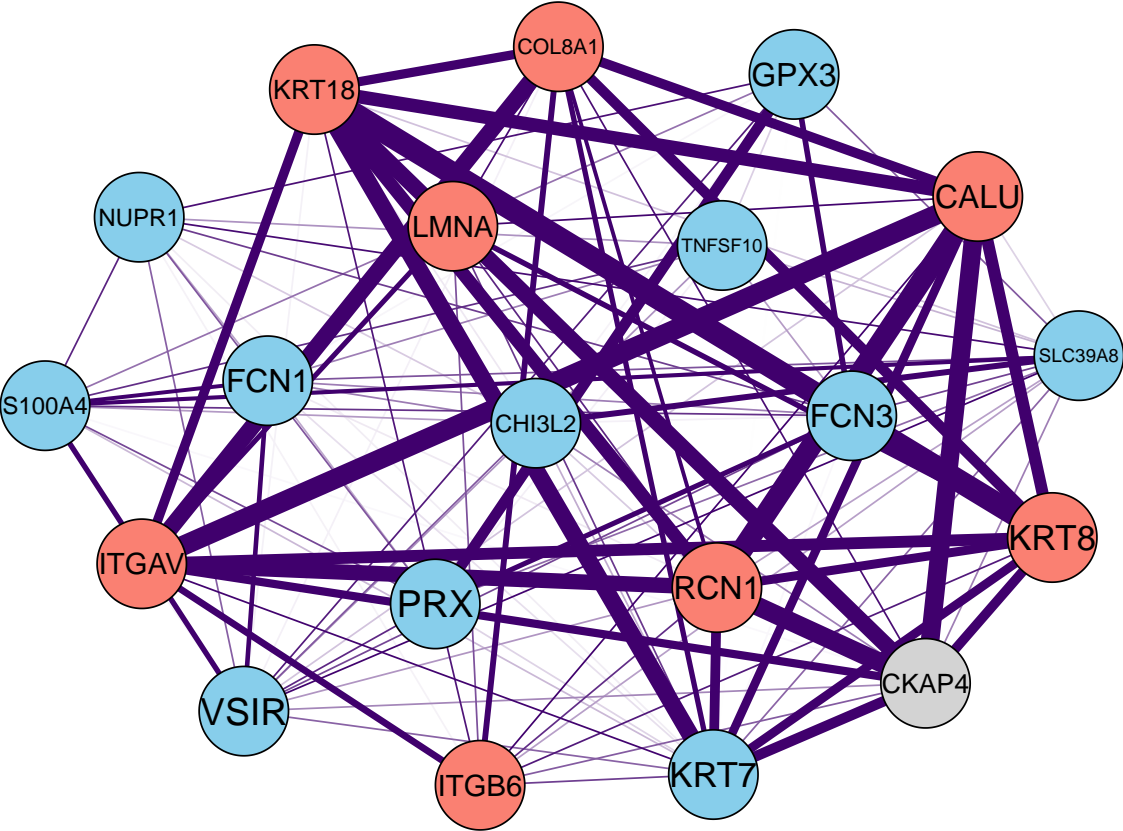 COL8A1
GPX3
KRT18
CALU
NUPR1
LMNA
TNFSF10
SLC39A8
FCN1
S100A4
CHI3L2
FCN3
KRT8
ITGAV
RCN1
PRX
CKAP4
VSIR
KRT7
ITGB6